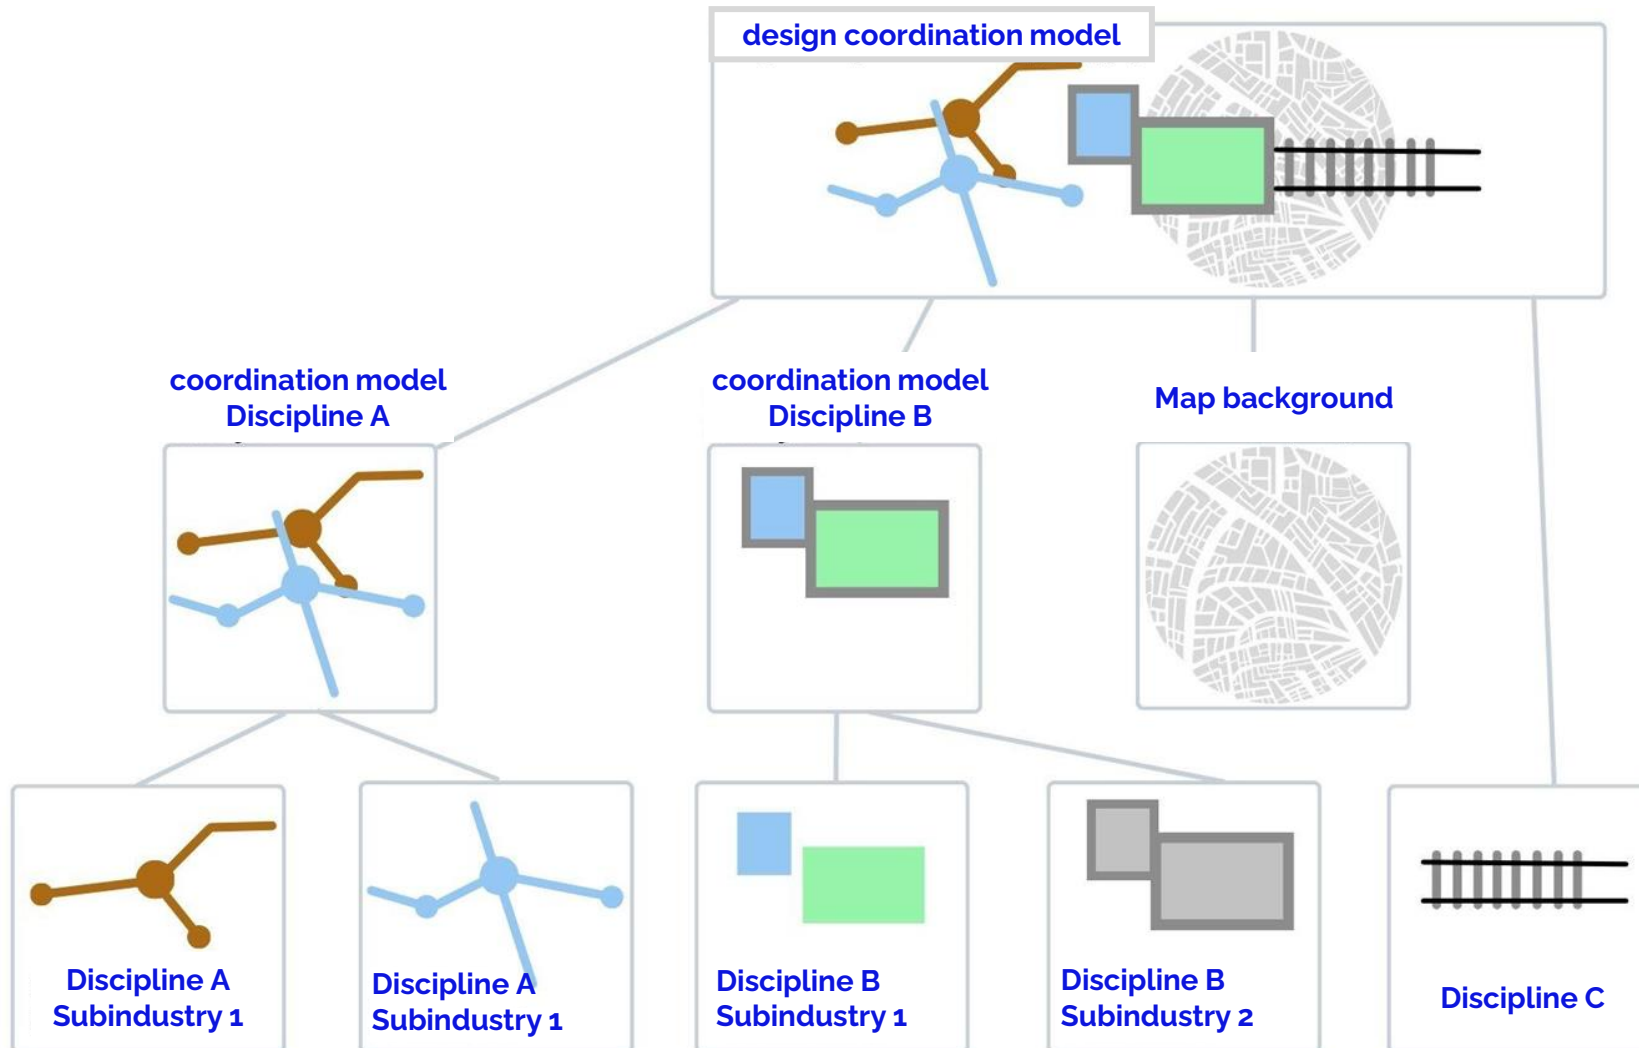 design coordination model
coordination model
Discipline A
coordination model
Discipline B
Map background
Discipline A
Subindustry 1
Discipline A
Subindustry 1
Discipline B
Subindustry 1
Discipline B
Subindustry 2
Discipline C